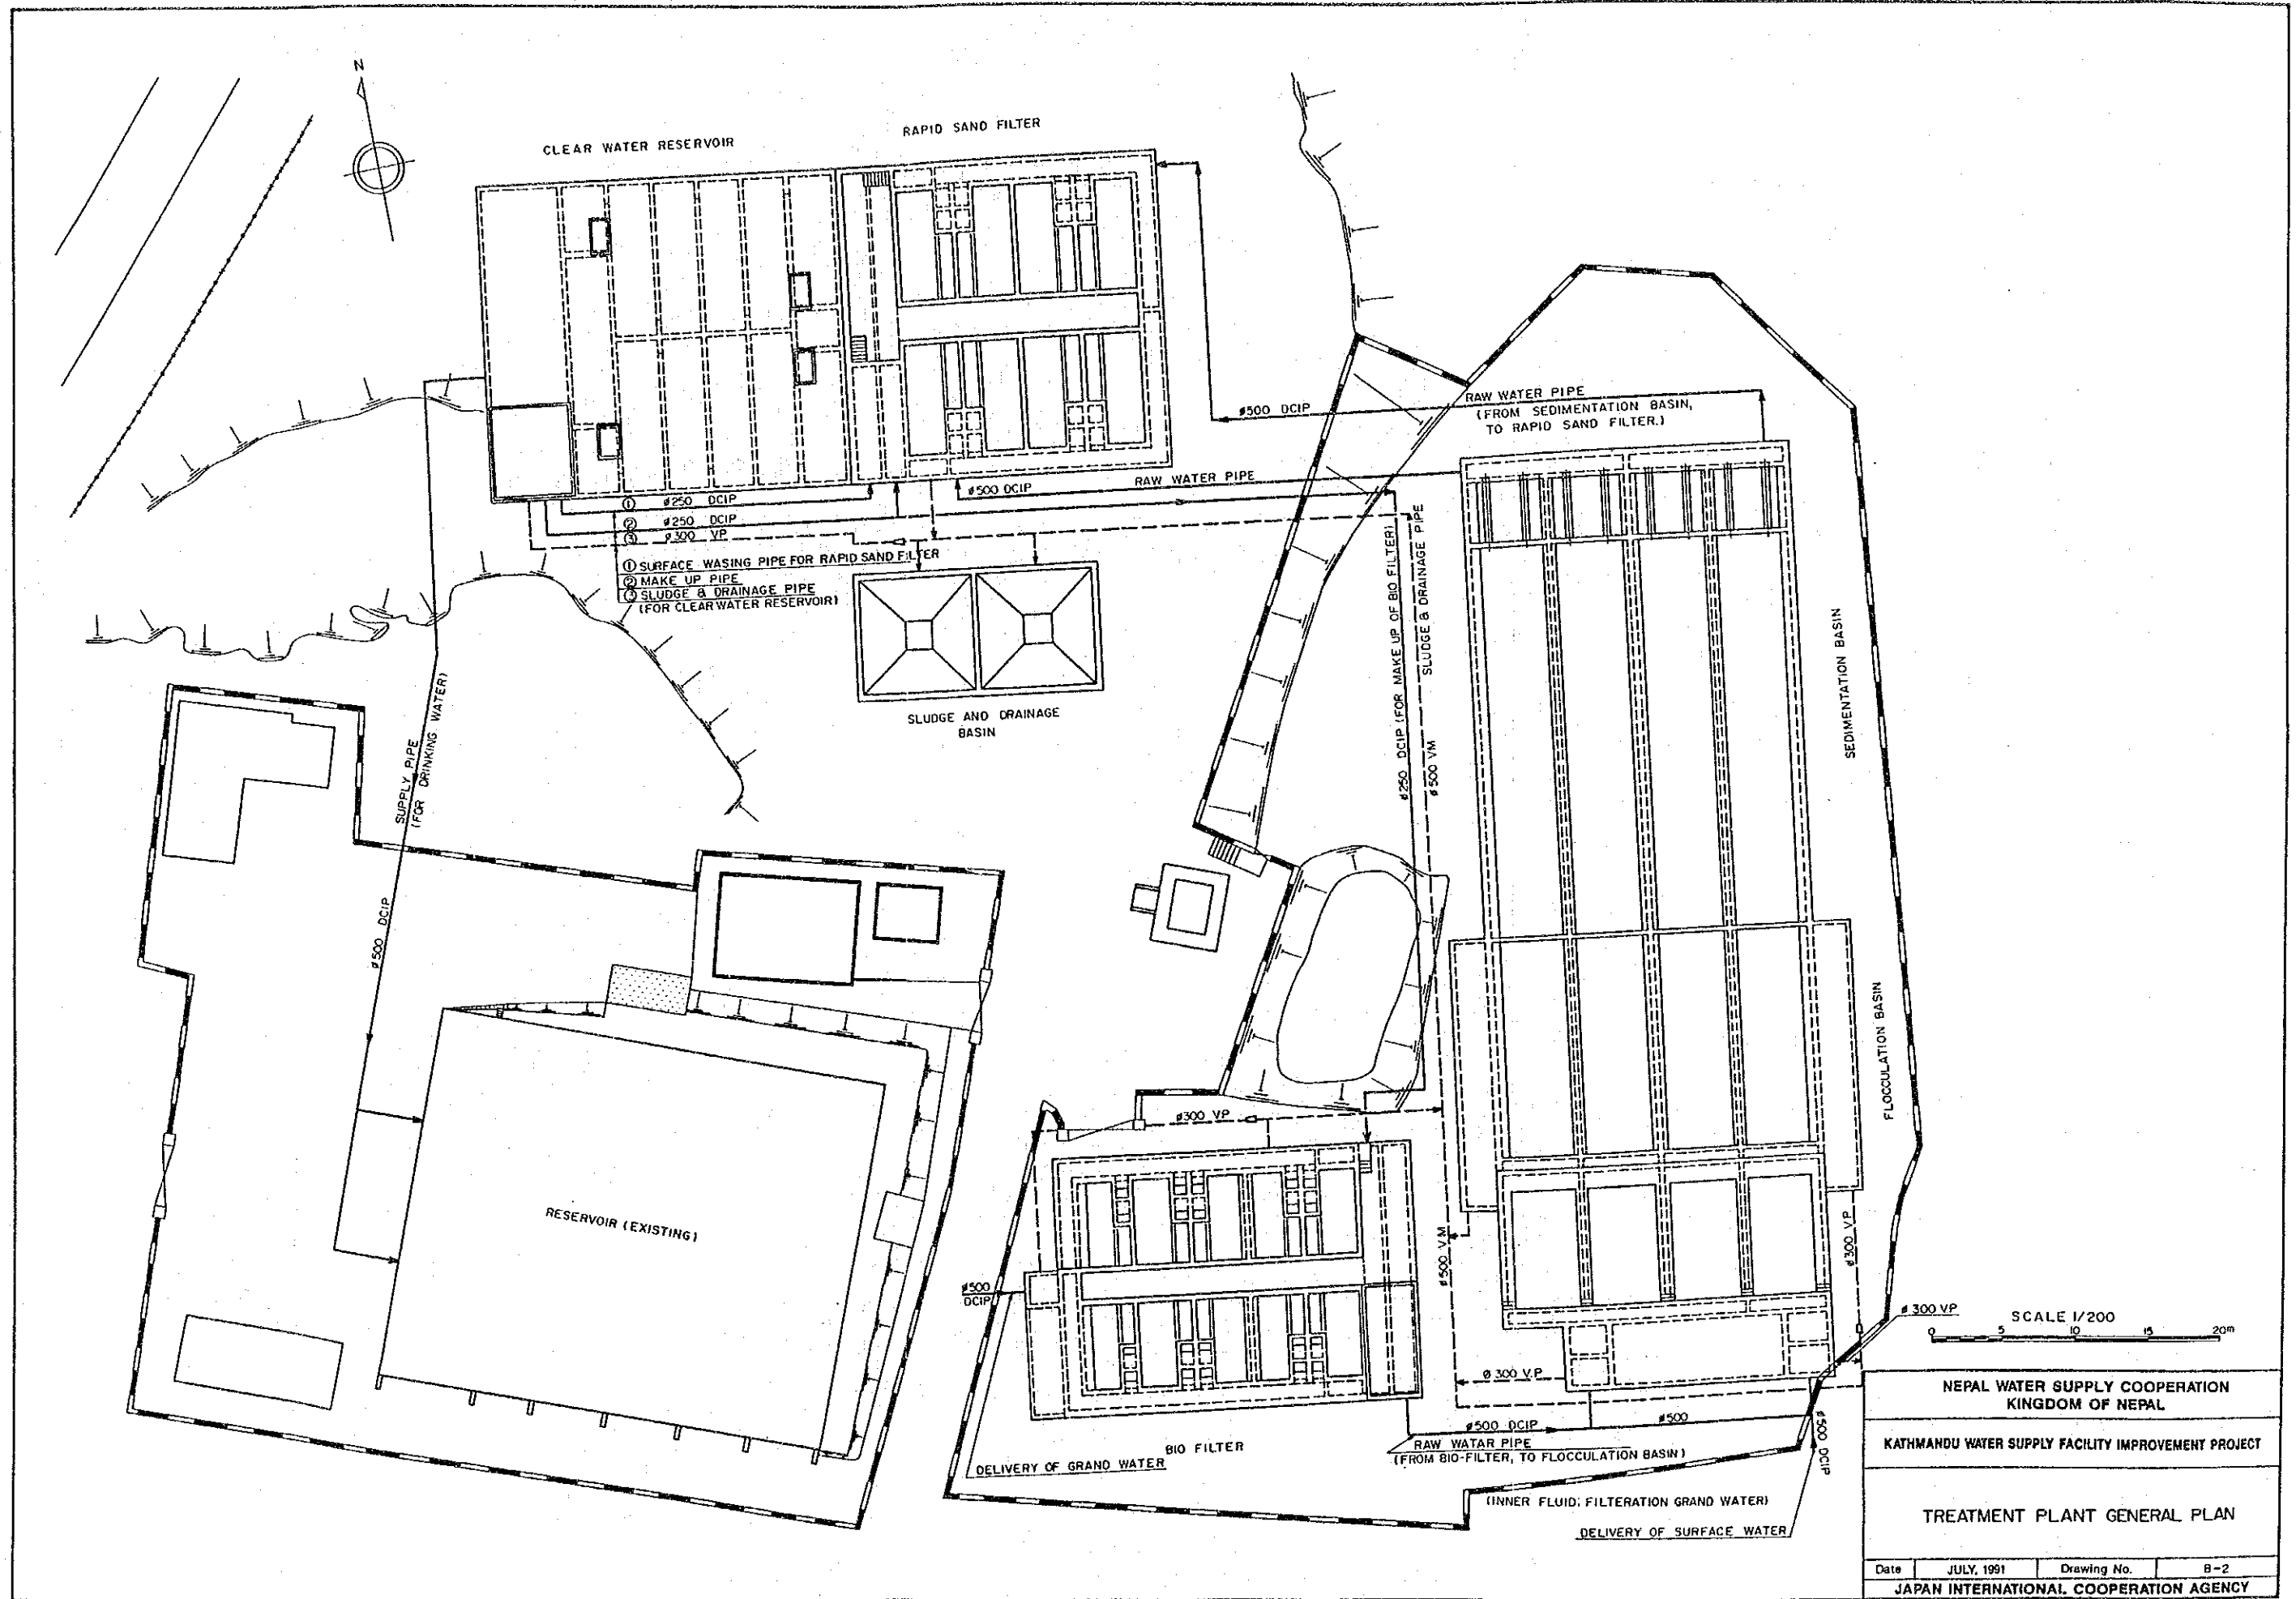 N
CLEAR WATER RESERVOIR
RAPID SAND FILTER
RAW WATER PIPE
(FROM SEDIMENTATION BASIN,
TO RAPID SAND FILTER.)
ø500 DCIP
RAW WATER PIPE
ø500 DCIP
① ø250 DCIP
② ø250 DCIP
③ ø300 VP
① SURFACE WASING PIPE FOR RAPID SAND FILTER
② MAKE UP PIPE
③ SLUDGE & DRAINAGE PIPE
(FOR CLEAR WATER RESERVOIR)
SLUDGE AND DRAINAGE
BASIN
ø250 DCIP (FOR MAKE UP OF BIO FILTER)
SLUDGE & DRAINAGE PIPE
ø500 VM
SEDIMENTATION BASIN
FLOCCULATION BASIN
SUPPLY PIPE
(FOR DRINKING WATER)
ø500 DCIP
RESERVOIR (EXISTING)
ø300 VP
ø500 VM
ø300 VP
ø500
DCIP
ø300 VP
SCALE 1/200
0 5 10 15 20m
Ø300 VP
ø500 DCIP
ø500
ø500 DCIP
BIO FILTER
RAW WATAR PIPE
(FROM BIO-FILTER, TO FLOCCULATION BASIN)
DELIVERY OF GRAND WATER
(INNER FLUID; FILTERATION GRAND WATER)
DELIVERY OF SURFACE WATER
NEPAL WATER SUPPLY COOPERATION
KINGDOM OF NEPAL
KATHMANDU WATER SUPPLY FACILITY IMPROVEMENT PROJECT
TREATMENT PLANT GENERAL PLAN
Date JULY, 1991 Drawing No. B-2
JAPAN INTERNATIONAL COOPERATION AGENCY